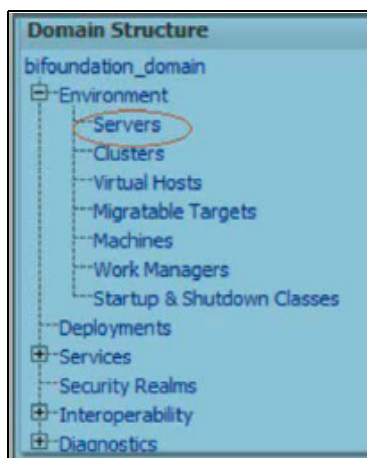 Domain Structure
bifoundation_domain
Environment
Servers
Clusters
Virtual Hosts
Migratable Targets
Machines
Work Managers
Startup & Shutdown Classes
Deployments
Services
Security Realms
Interoperability
Diagnostics